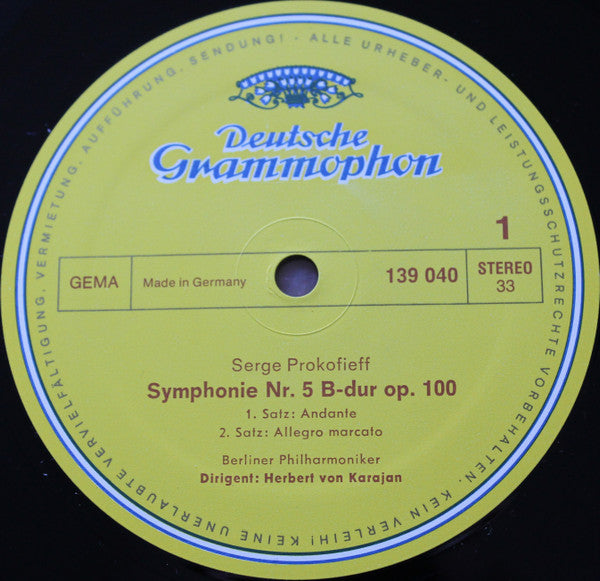 Deutsche
Grammophon
1
GEMA
Made in Germany
139 040
STEREO
33
Serge Prokofieff
Symphonie Nr. 5 B-dur op. 100
1. Satz: Andante
2. Satz: Allegro marcato
Berliner Philharmoniker
Dirigent: Herbert von Karajan
ALLE URHEBER- UND LEISTUNGSSCHUTZRECHTE VORBEHALTEN. KEIN VERLEIH! KEINE UNERLAUBTE VERVIELFÄLTIGUNG, VERMIETUNG, AUFFÜHRUNG, SENDUNG! -